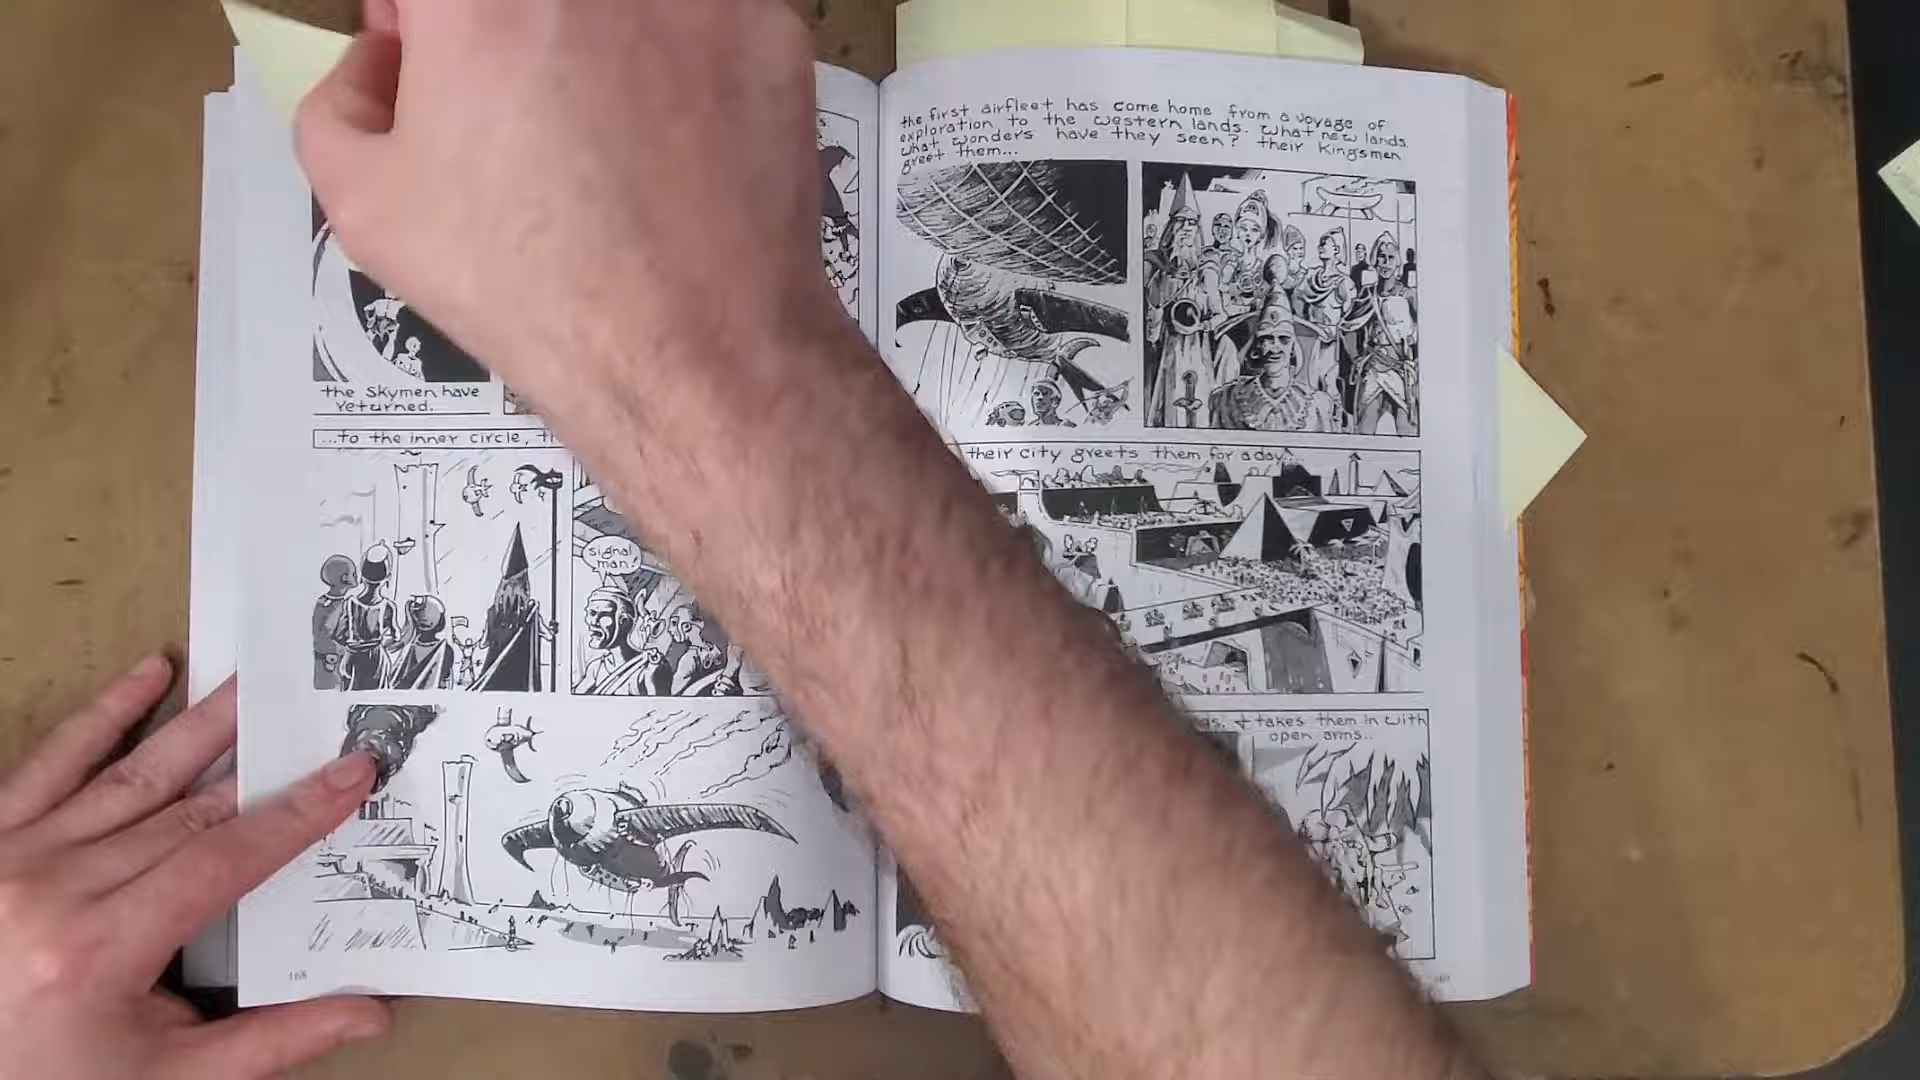 the skymen have
returned.
...to the inner circle,
signal
man!
168
the first airfleet has come home from a voyage of
exploration to the western lands. what new lands,
what wonders have they seen? their kingsmen
greet them...
their city greets them for a day...
& takes them in with
open arms..